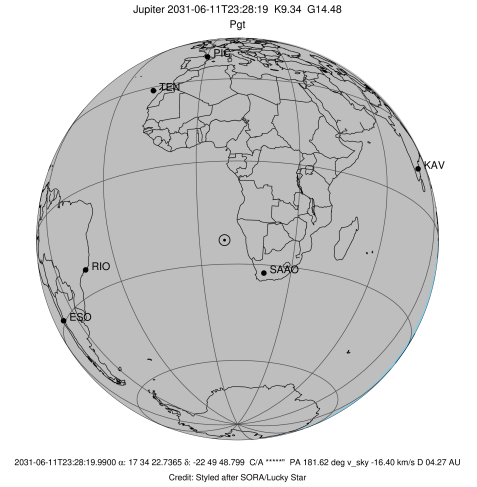 Jupiter 2031-06-11T23:28:19 K9.34 G14.48
Pgt
PIC
TEN
KAV
RIO
SAAO
ESO
2031-06-11T23:28:19.9900 α: 17 34 22.7365 δ: -22 49 48.799 C/A *****" PA 181.62 deg v_sky -16.40 km/s D 04.27 AU
Credit: Styled after SORA/Lucky Star